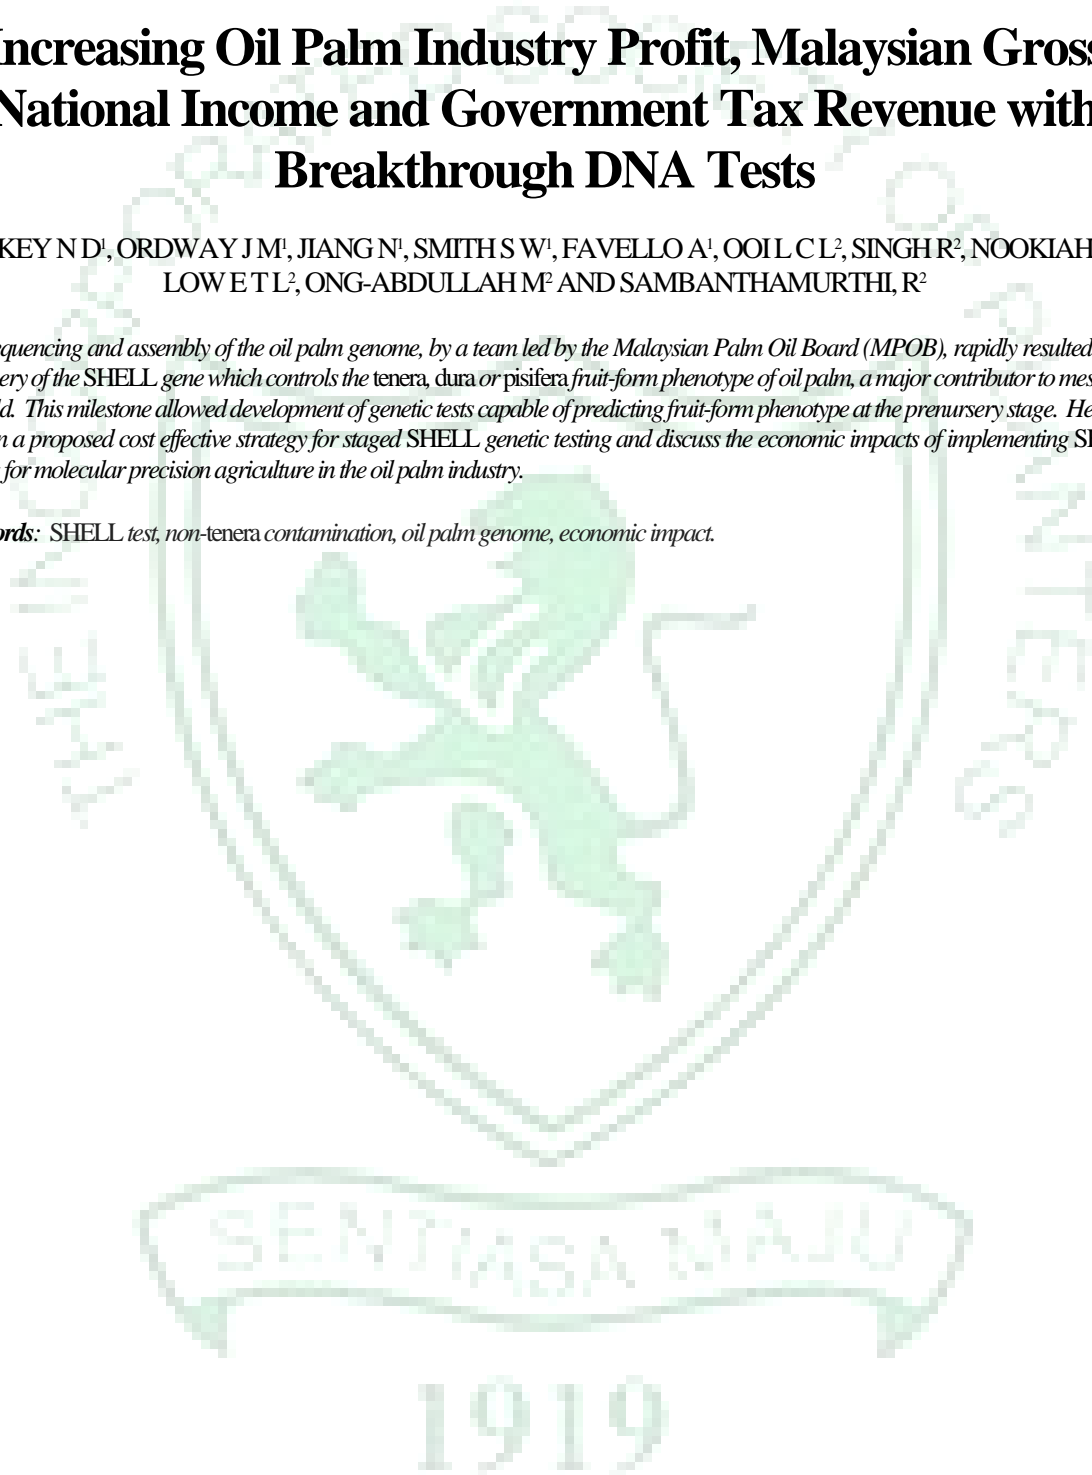 Increasing Oil Palm Industry Profit, Malaysian Gross
National Income and Government Tax Revenue with
Breakthrough DNA Tests
KEY N D¹, ORDWAY J M¹, JIANG N¹, SMITH S W¹, FAVELLO A¹, OOI L C L², SINGH R², NOOKIAH
LOW E T L², ONG-ABDULLAH M² AND SAMBANTHAMURTHI, R²
equencing and assembly of the oil palm genome, by a team led by the Malaysian Palm Oil Board (MPOB), rapidly resulted
ery of the SHELL gene which controls the tenera, dura or pisifera fruit-form phenotype of oil palm, a major contributor to mes
ld. This milestone allowed development of genetic tests capable of predicting fruit-form phenotype at the prenursery stage. He
n a proposed cost effective strategy for staged SHELL genetic testing and discuss the economic impacts of implementing SH
for molecular precision agriculture in the oil palm industry.
ords: SHELL test, non-tenera contamination, oil palm genome, economic impact.
THE INCORPORATED SOCIETY OF PLANTERS
SENTIASA MAJU
1919